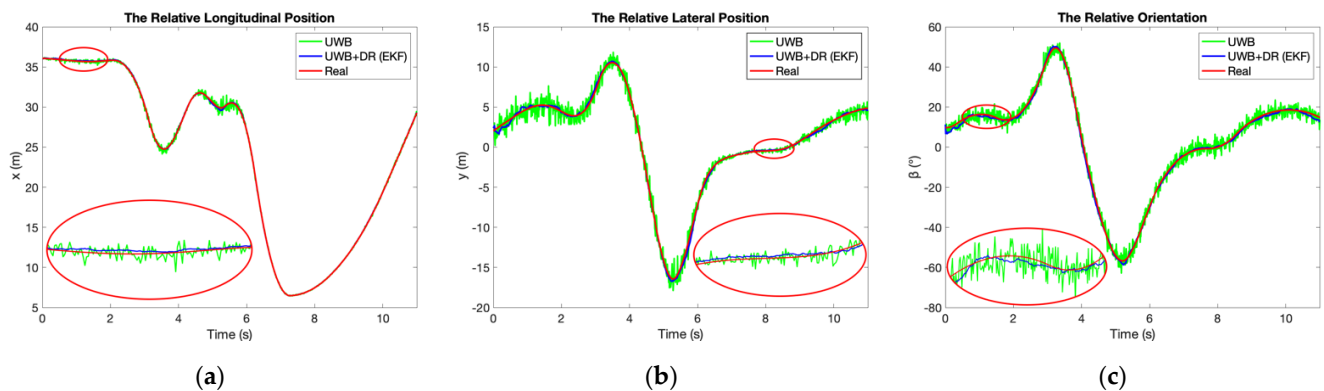 The Relative Longitudinal Position
UWB
UWB+DR (EKF)
Real
x (m)
40
35
30
25
20
15
10
5
0
2
4
6
8
10
Time (s)
(a)
The Relative Lateral Position
UWB
UWB+DR (EKF)
Real
y (m)
15
10
5
0
-5
-10
-15
-20
0
2
4
6
8
10
Time (s)
(b)
The Relative Orientation
UWB
UWB+DR (EKF)
Real
β (°)
60
40
20
0
-20
-40
-60
-80
0
2
4
6
8
10
Time (s)
(c)